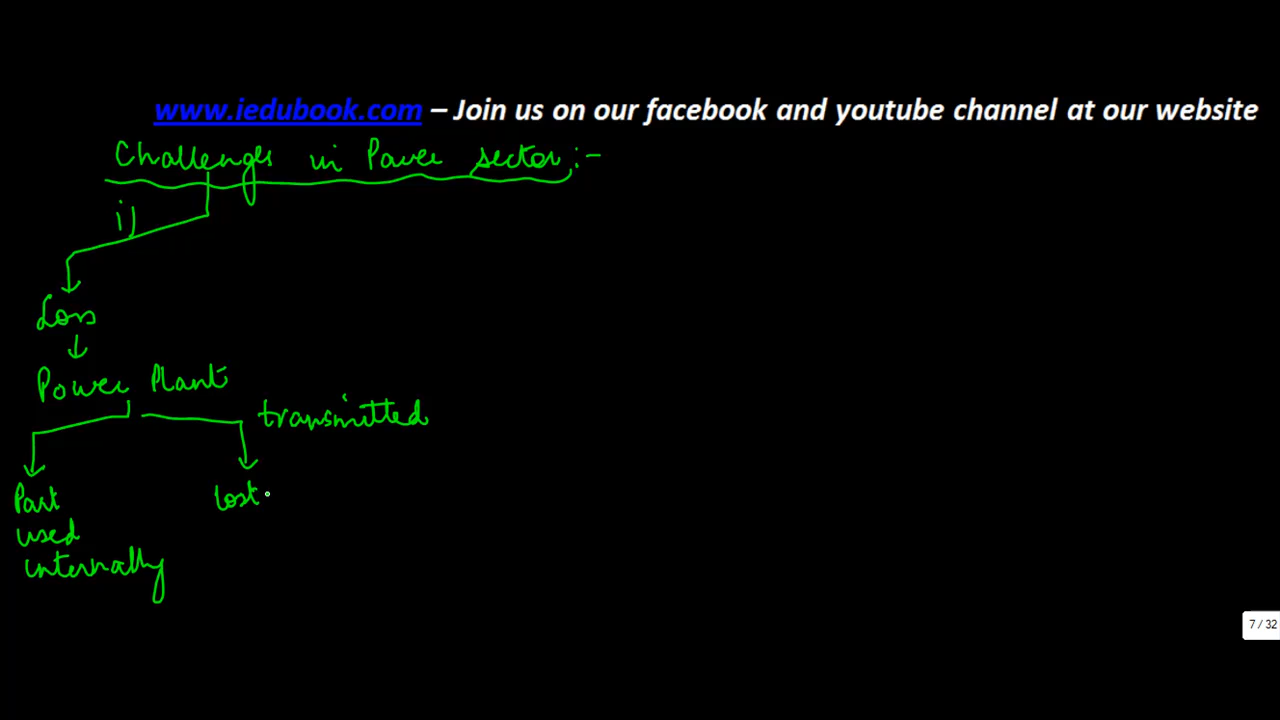 www.iedubook.com – Join us on our facebook and youtube channel at our website
Challenges in Power sector :-
i)
Loss
Power Plant
transmitted
Part
used
internally
lost
7 / 32